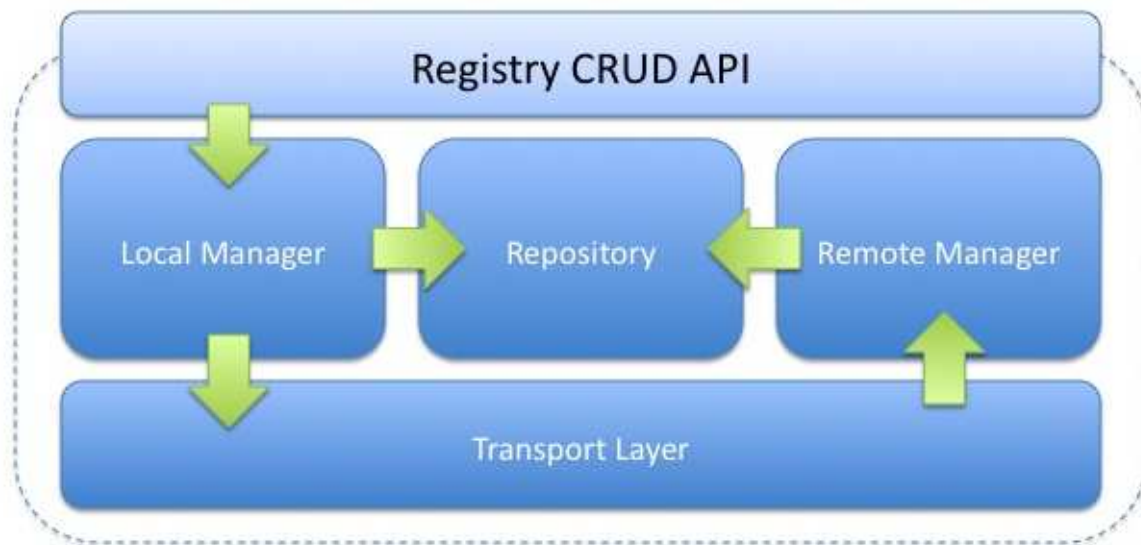 Registry CRUD API
Local Manager
Repository
Remote Manager
Transport Layer